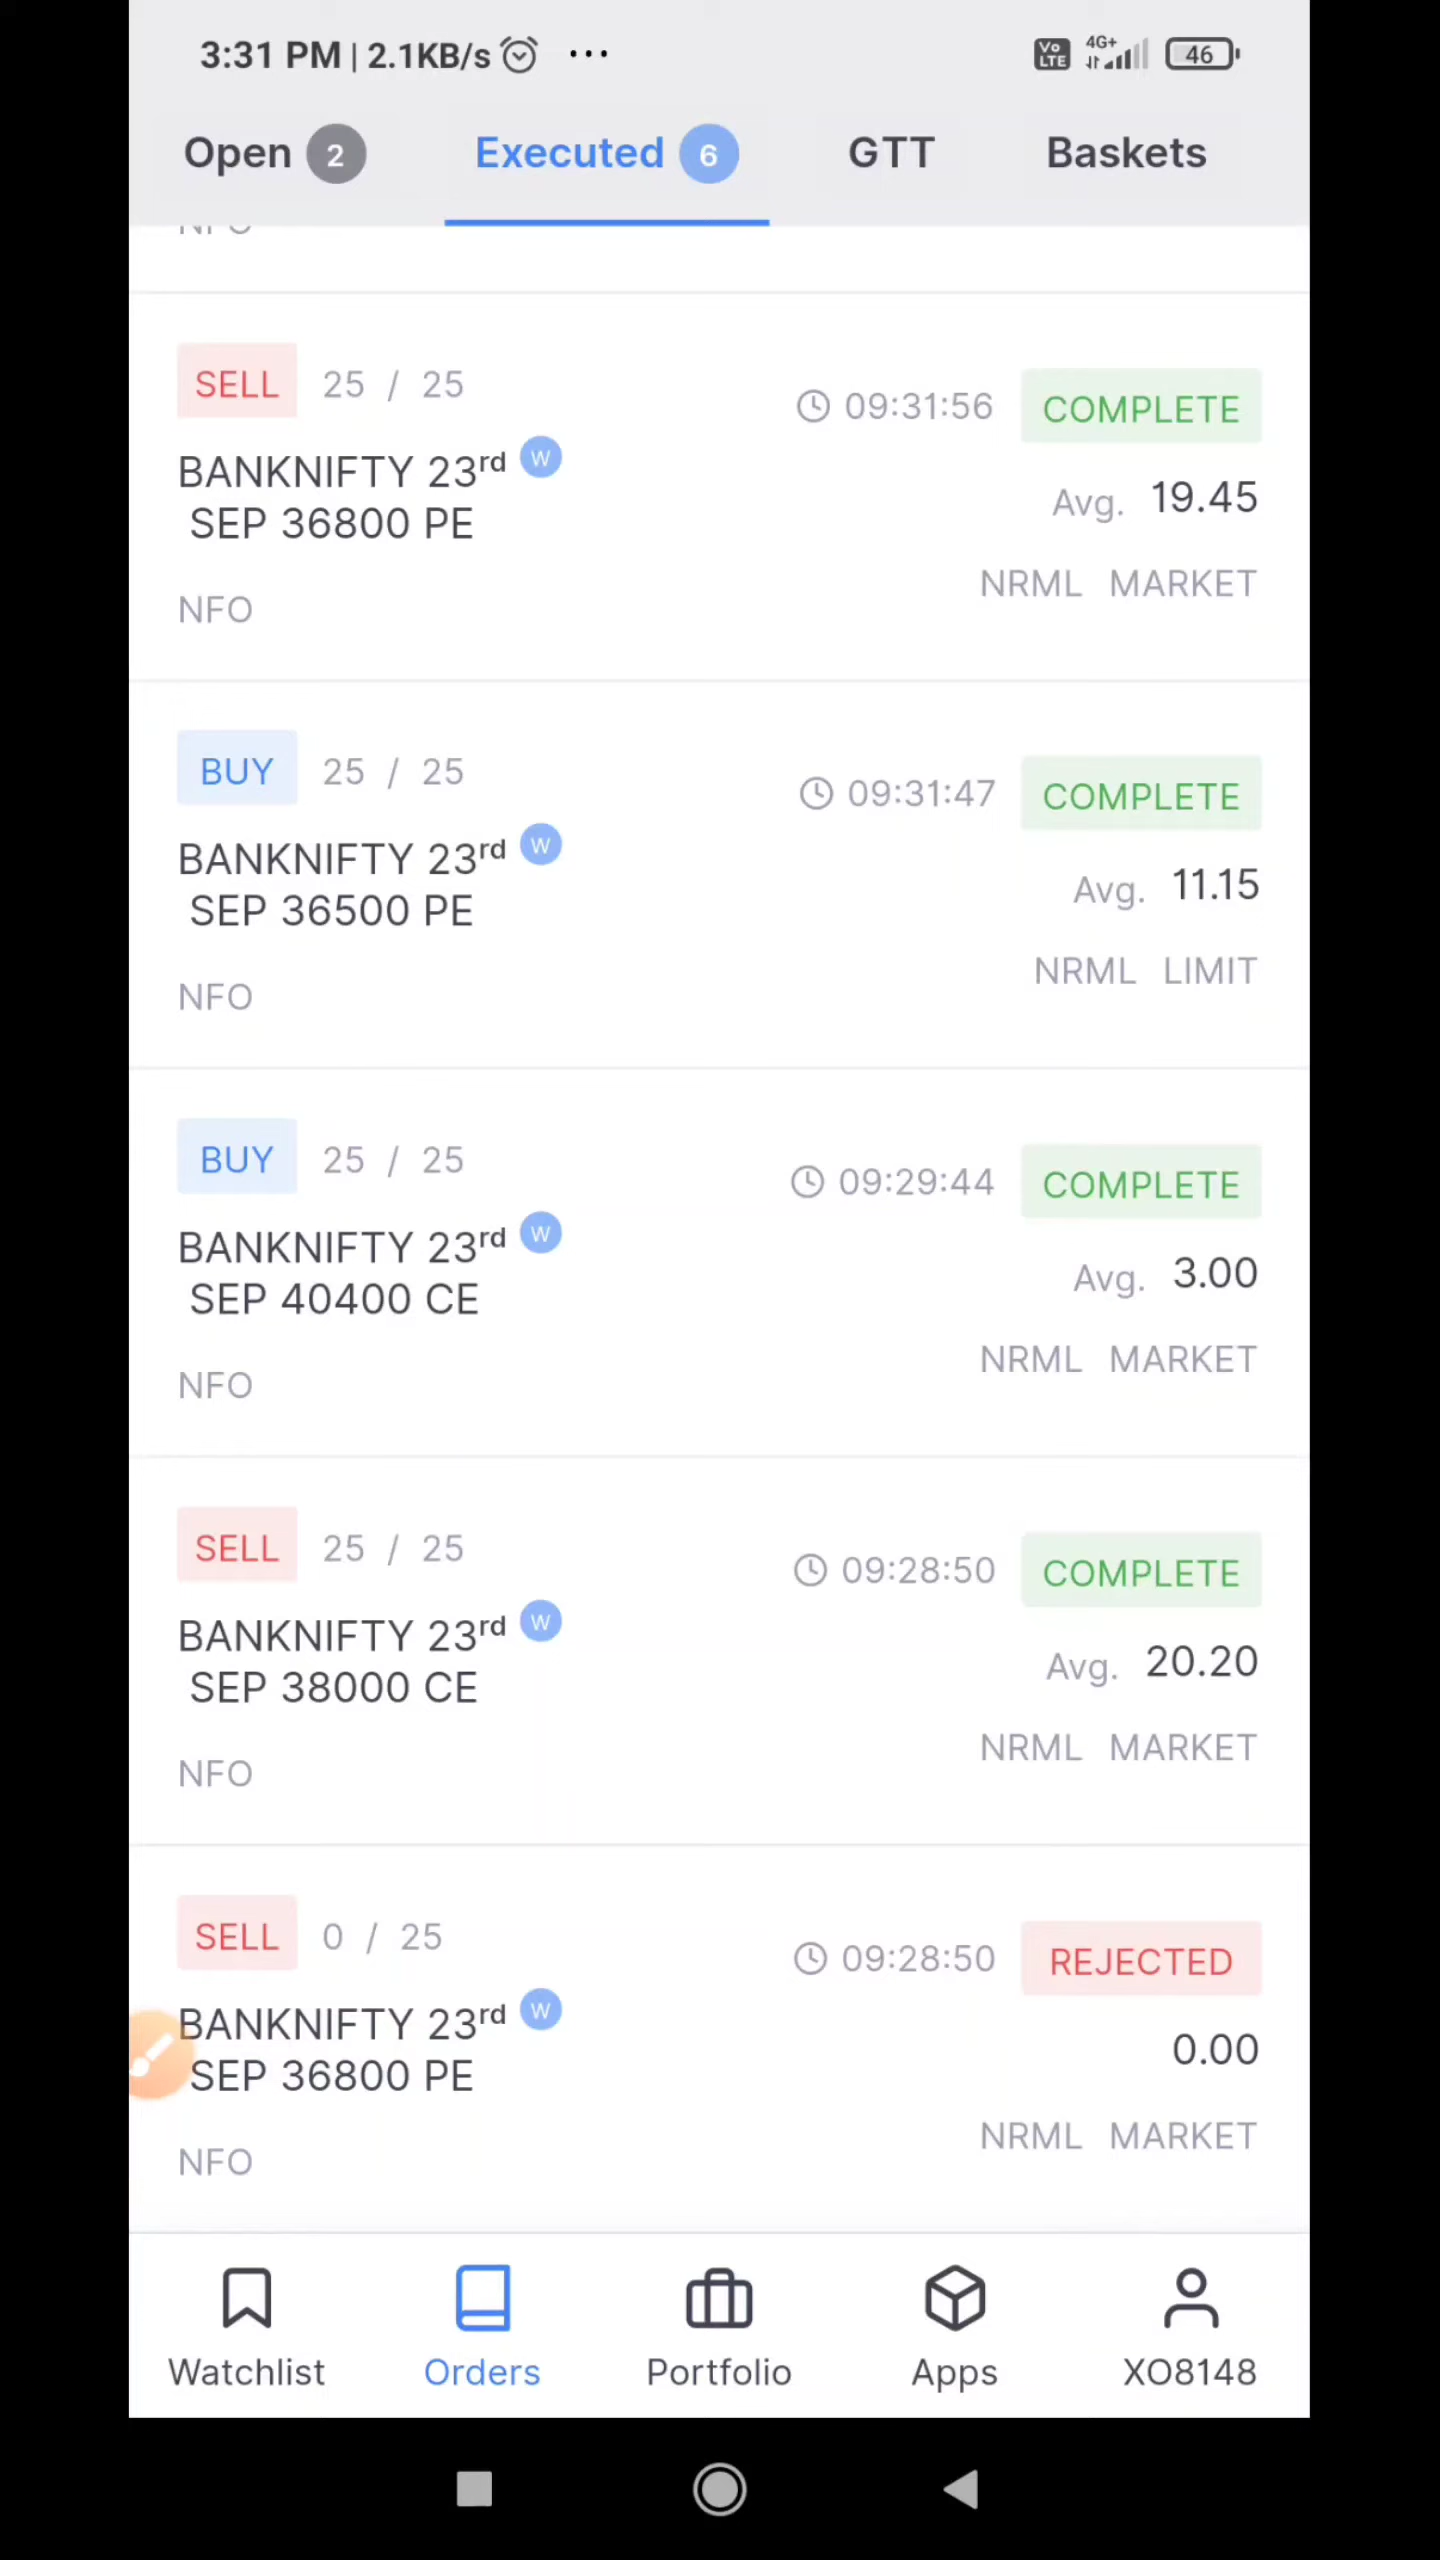 3:31 PM | 2.1KB/s ... Vo LTE 4G+ 46
Open 2 Executed 6 GTT Baskets
NFO
SELL 25 / 25 09:31:56 COMPLETE
BANKNIFTY 23rd W
Avg. 19.45
SEP 36800 PE
NRML MARKET
NFO
BUY 25 / 25 09:31:47 COMPLETE
BANKNIFTY 23rd W
Avg. 11.15
SEP 36500 PE
NRML LIMIT
NFO
BUY 25 / 25 09:29:44 COMPLETE
BANKNIFTY 23rd W
Avg. 3.00
SEP 40400 CE
NRML MARKET
NFO
SELL 25 / 25 09:28:50 COMPLETE
BANKNIFTY 23rd W
Avg. 20.20
SEP 38000 CE
NRML MARKET
NFO
SELL 0 / 25 09:28:50 REJECTED
BANKNIFTY 23rd W
0.00
SEP 36800 PE
NRML MARKET
NFO
Watchlist Orders Portfolio Apps XO8148